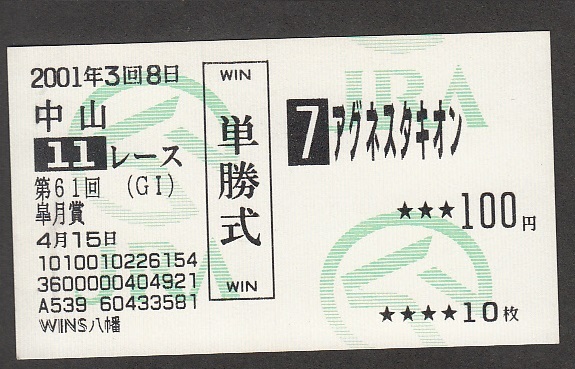 2001年3回8日
中山
11レース
第61回 (GI)
皐月賞
4月15日
1010010226154
3600000404921
A539 60433581
WINS八幡
WIN
単勝式
WIN
JRA
7アグネスタキオン
★★★100円
★★★★10枚
JRA